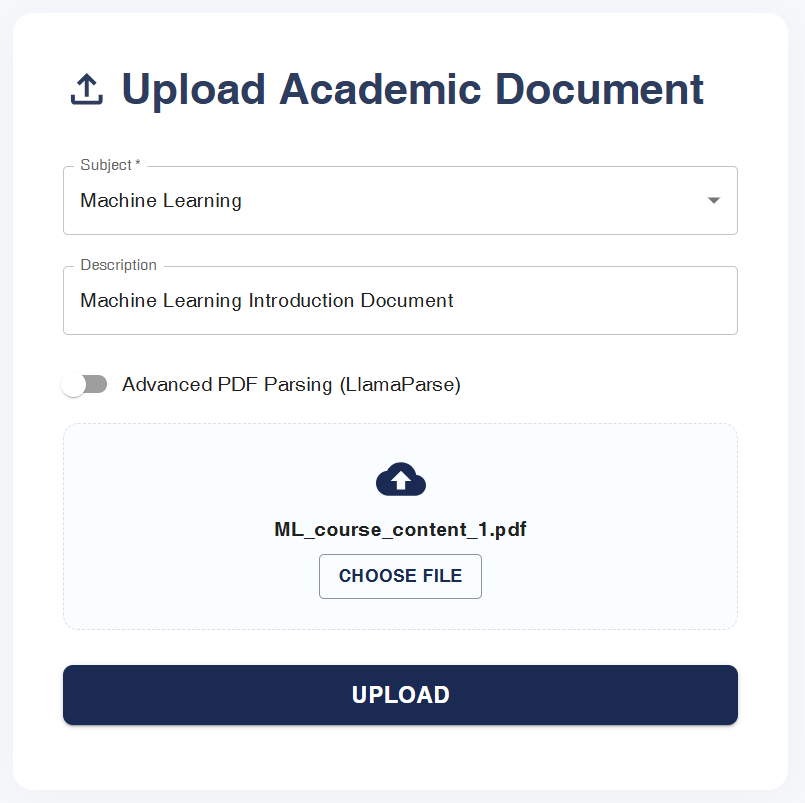 Upload Academic Document
Subject *
Machine Learning
Description
Machine Learning Introduction Document
Advanced PDF Parsing (LlamaParse)
ML_course_content_1.pdf
CHOOSE FILE
UPLOAD